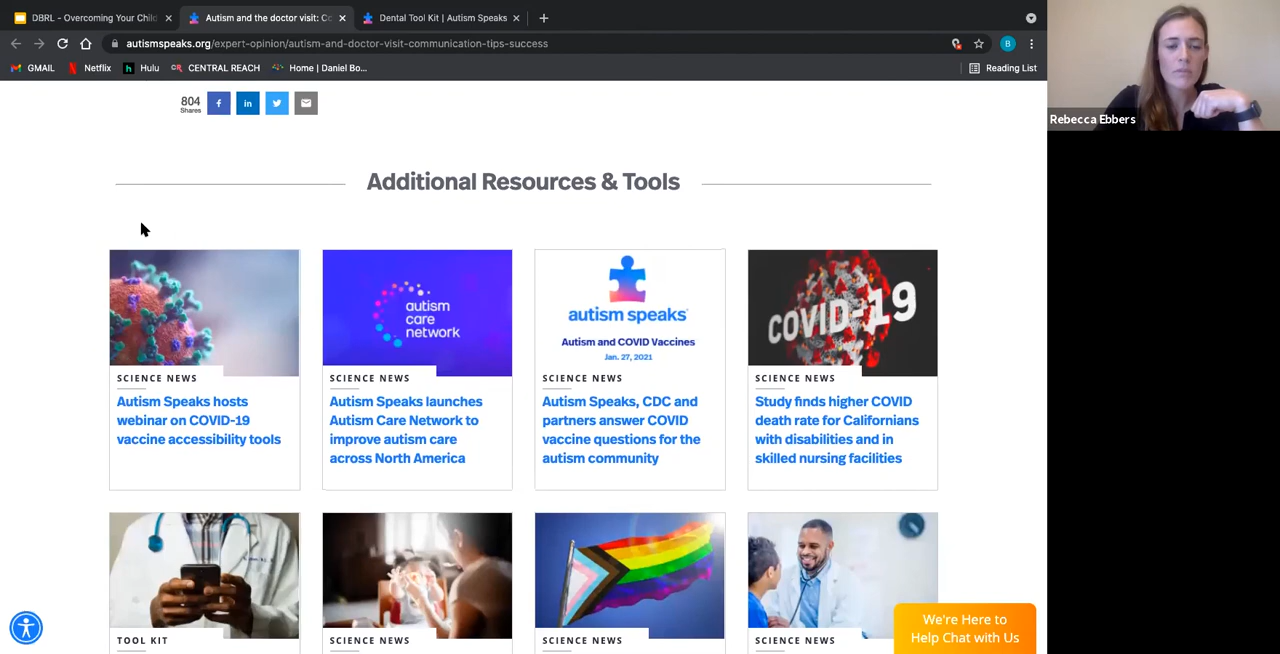 DBRL - Overcoming Your Child
Autism and the doctor visit: Co
Dental Tool Kit | Autism Speaks
autismspeaks.org/expert-opinion/autism-and-doctor-visit-communication-tips-success
B
GMAIL
Netflix
Hulu
CENTRAL REACH
Home | Daniel Bo...
Reading List
Rebecca Ebbers
804
Shares
Additional Resources & Tools
autism
care
network
autism speaks
Autism and COVID Vaccines
Jan. 27, 2021
COVID-19
SCIENCE NEWS
Autism Speaks hosts
webinar on COVID-19
vaccine accessibility tools
SCIENCE NEWS
Autism Speaks launches
Autism Care Network to
improve autism care
across North America
SCIENCE NEWS
Autism Speaks, CDC and
partners answer COVID
vaccine questions for the
autism community
SCIENCE NEWS
Study finds higher COVID
death rate for Californians
with disabilities and in
skilled nursing facilities
TOOL KIT
SCIENCE NEWS
SCIENCE NEWS
SCIENCE NEWS
We're Here to
Help Chat with Us